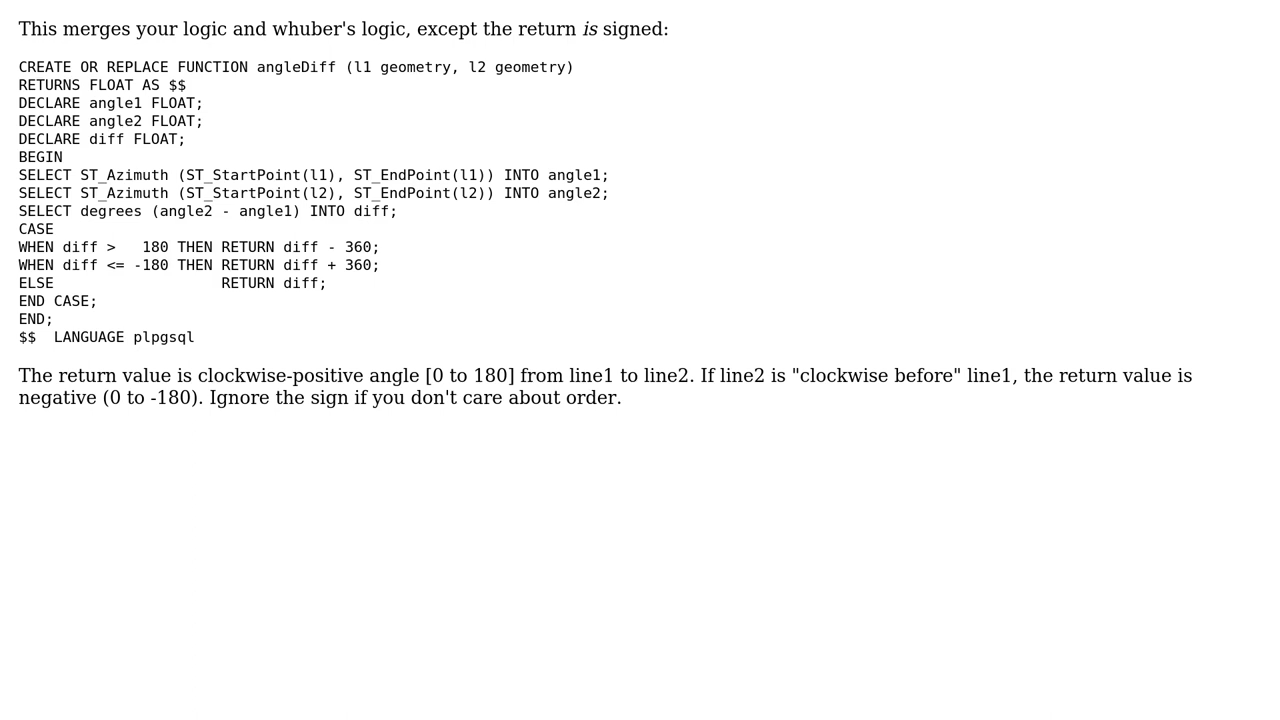 This merges your logic and whuber's logic, except the return is signed:
CREATE OR REPLACE FUNCTION angleDiff (l1 geometry, l2 geometry)
RETURNS FLOAT AS $$
DECLARE angle1 FLOAT;
DECLARE angle2 FLOAT;
DECLARE diff FLOAT;
BEGIN
SELECT ST_Azimuth (ST_StartPoint(l1), ST_EndPoint(l1)) INTO angle1;
SELECT ST_Azimuth (ST_StartPoint(l2), ST_EndPoint(l2)) INTO angle2;
SELECT degrees (angle2 - angle1) INTO diff;
CASE
WHEN diff >   180 THEN RETURN diff - 360;
WHEN diff <= -180 THEN RETURN diff + 360;
ELSE                   RETURN diff;
END CASE;
END;
$$  LANGUAGE plpgsql
The return value is clockwise-positive angle [0 to 180] from line1 to line2. If line2 is "clockwise before" line1, the return value is
negative (0 to -180). Ignore the sign if you don't care about order.